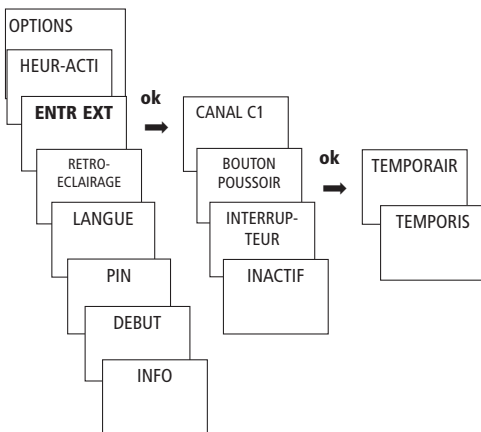 OPTIONS
HEUR-ACTI
ENTR EXT
RETRO-
ECLAIRAGE
LANGUE
PIN
DEBUT
INFO
ok
CANAL C1
BOUTON
POUSSOIR
INTERRUP-
TEUR
INACTIF
ok
TEMPORAIR
TEMPORIS